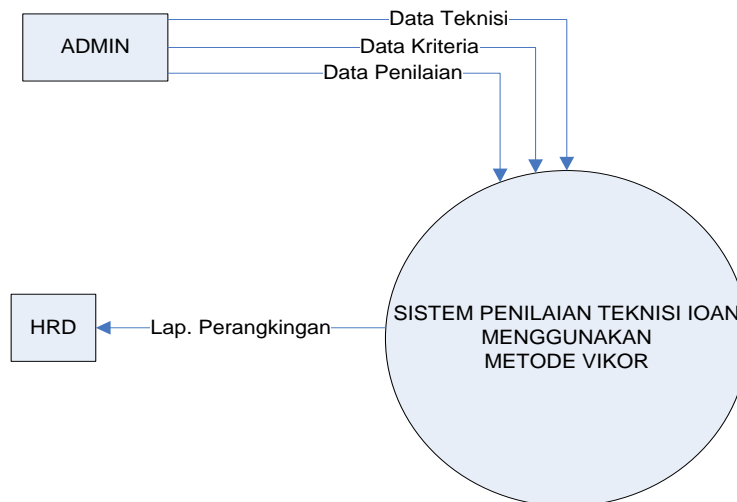 Data Teknisi
ADMIN
Data Kriteria
Data Penilaian
SISTEM PENILAIAN TEKNISI IOAN
MENGGUNAKAN
METODE VIKOR
HRD
Lap. Perangkingan